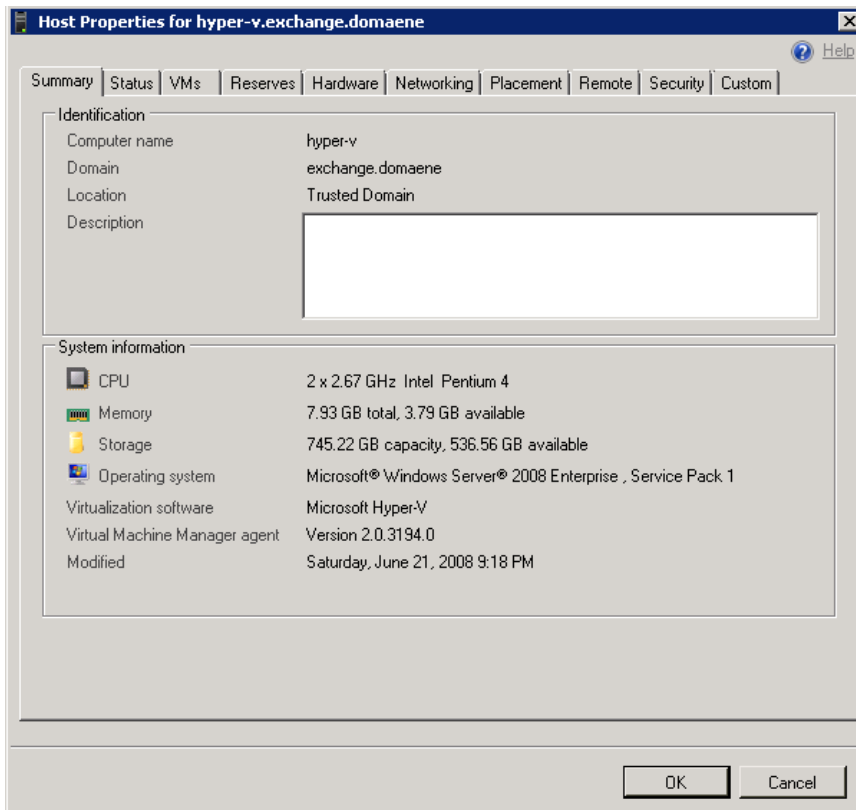 Host Properties for hyper-v.exchange.domaene
Help
Summary Status VMs Reserves Hardware Networking Placement Remote Security Custom
Identification
Computer name hyper-v
Domain exchange.domaene
Location Trusted Domain
Description
System information
CPU 2 x 2.67 GHz Intel Pentium 4
Memory 7.93 GB total, 3.79 GB available
Storage 745.22 GB capacity, 536.56 GB available
Operating system Microsoft® Windows Server® 2008 Enterprise , Service Pack 1
Virtualization software Microsoft Hyper-V
Virtual Machine Manager agent Version 2.0.3194.0
Modified Saturday, June 21, 2008 9:18 PM
OK Cancel